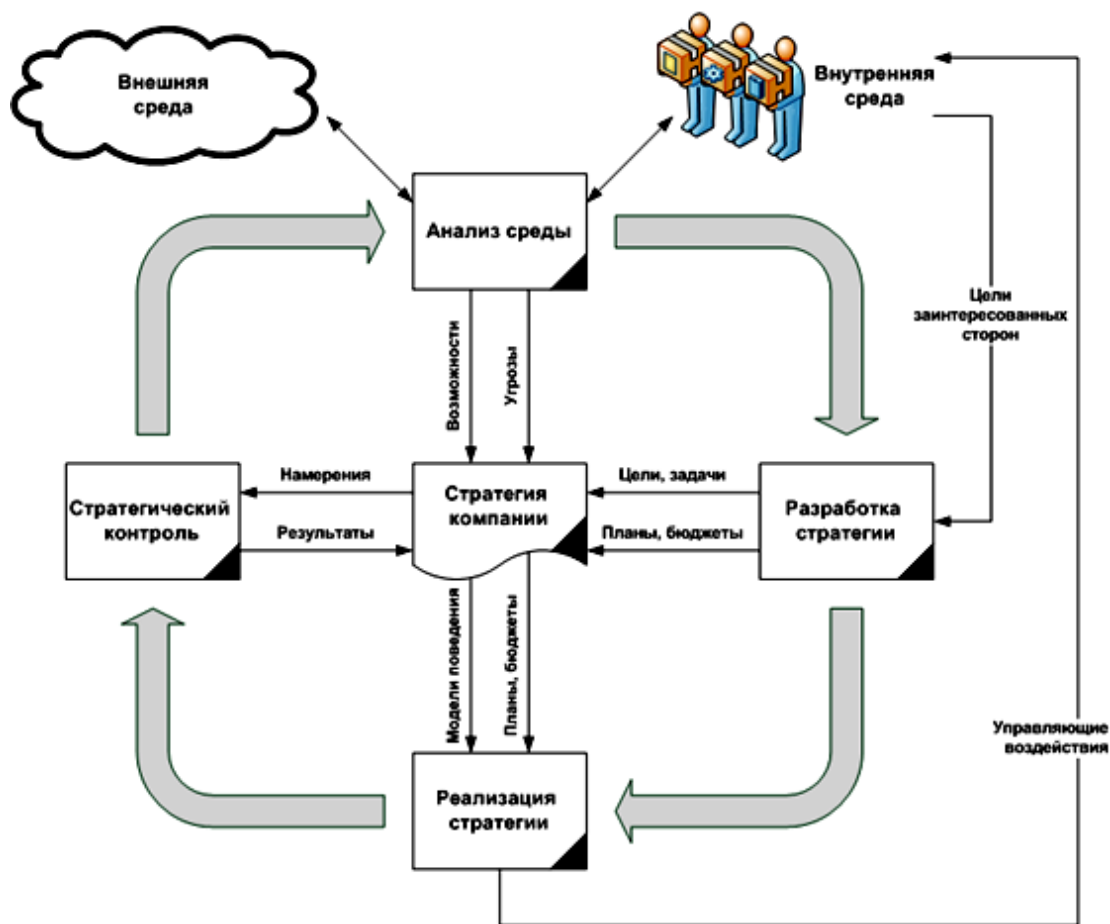 Внешняя
среда
Внутренняя
среда
Анализ среды
Цели
заинтересованных
сторон
Возможности
Угрозы
Стратегический
контроль
Намерения
Результаты
Стратегия
компании
Цели, задачи
Планы, бюджеты
Разработка
стратегии
Модели поведения
Планы, бюджеты
Управляющие
воздействия
Реализация
стратегии